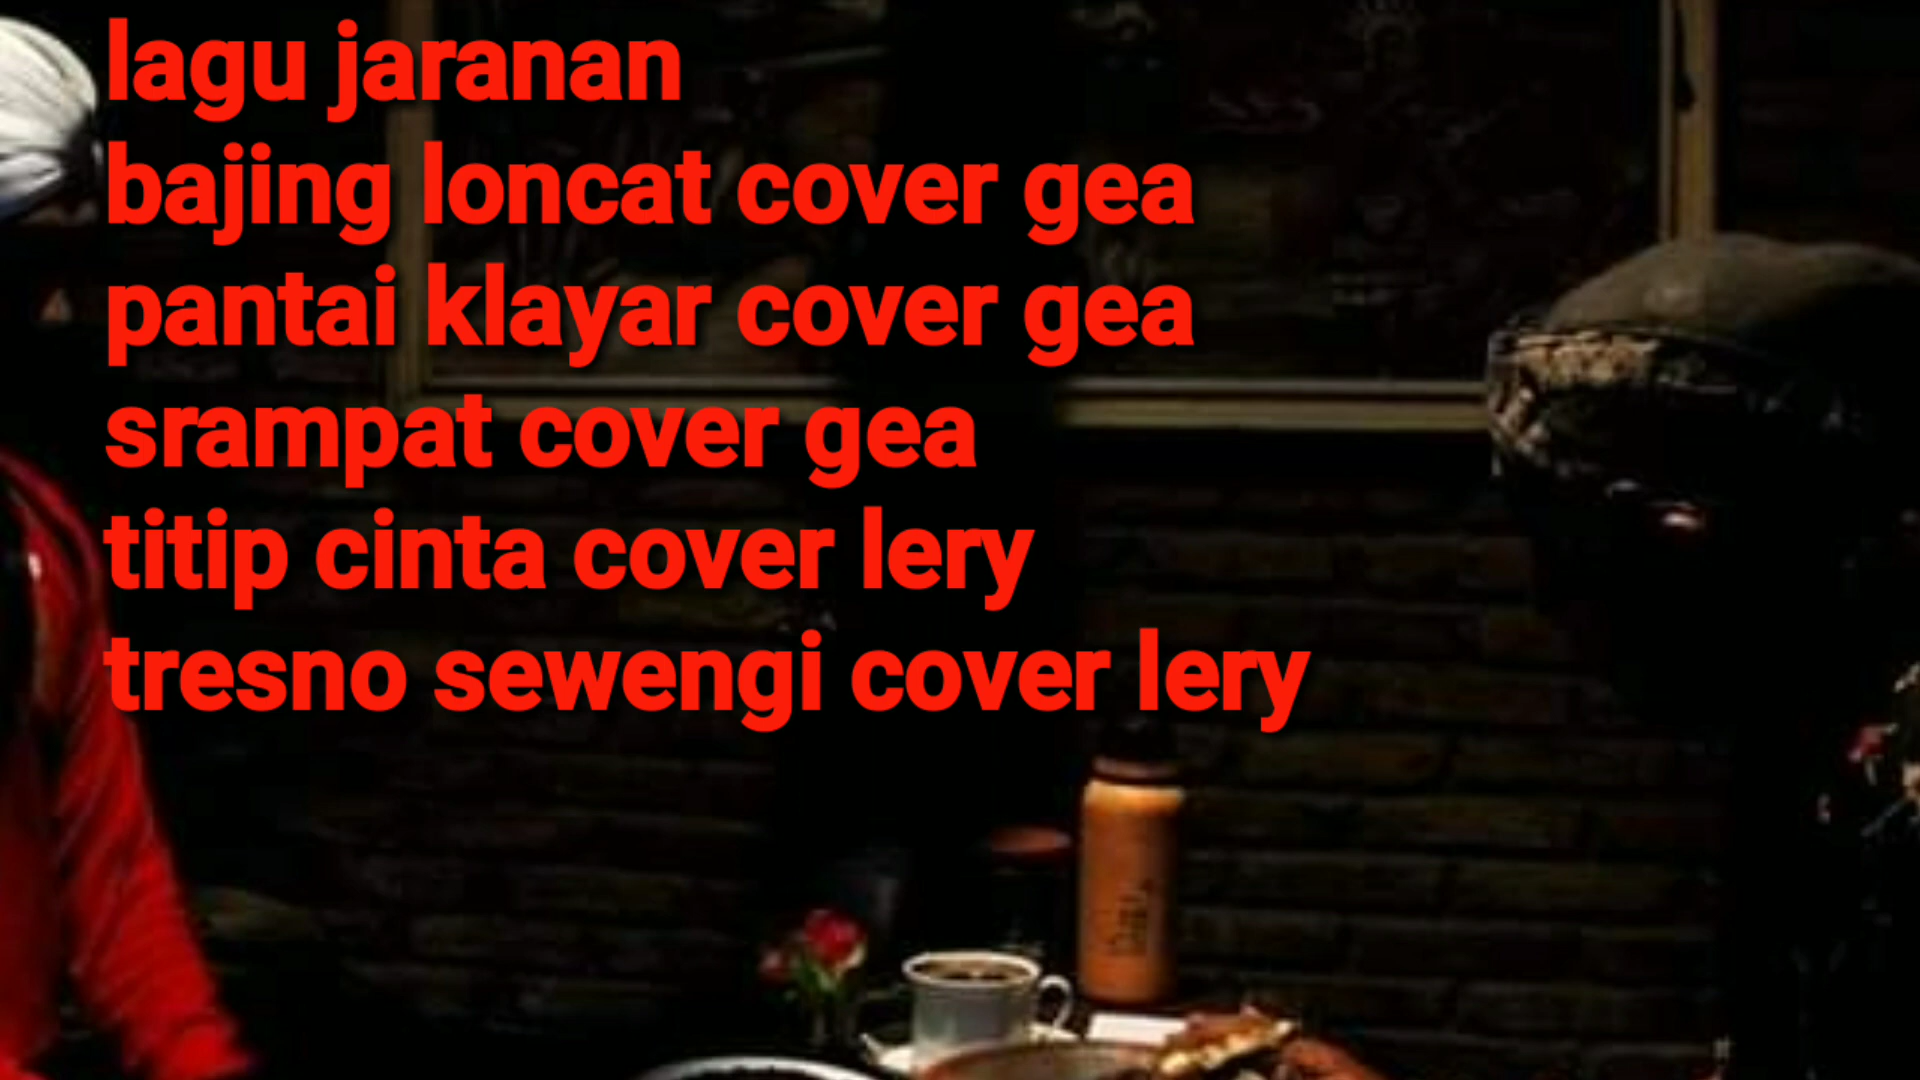 lagu jaranan
bajing loncat cover gea
pantai klayar cover gea
srampat cover gea
titip cinta cover lery
tresno sewengi cover lery